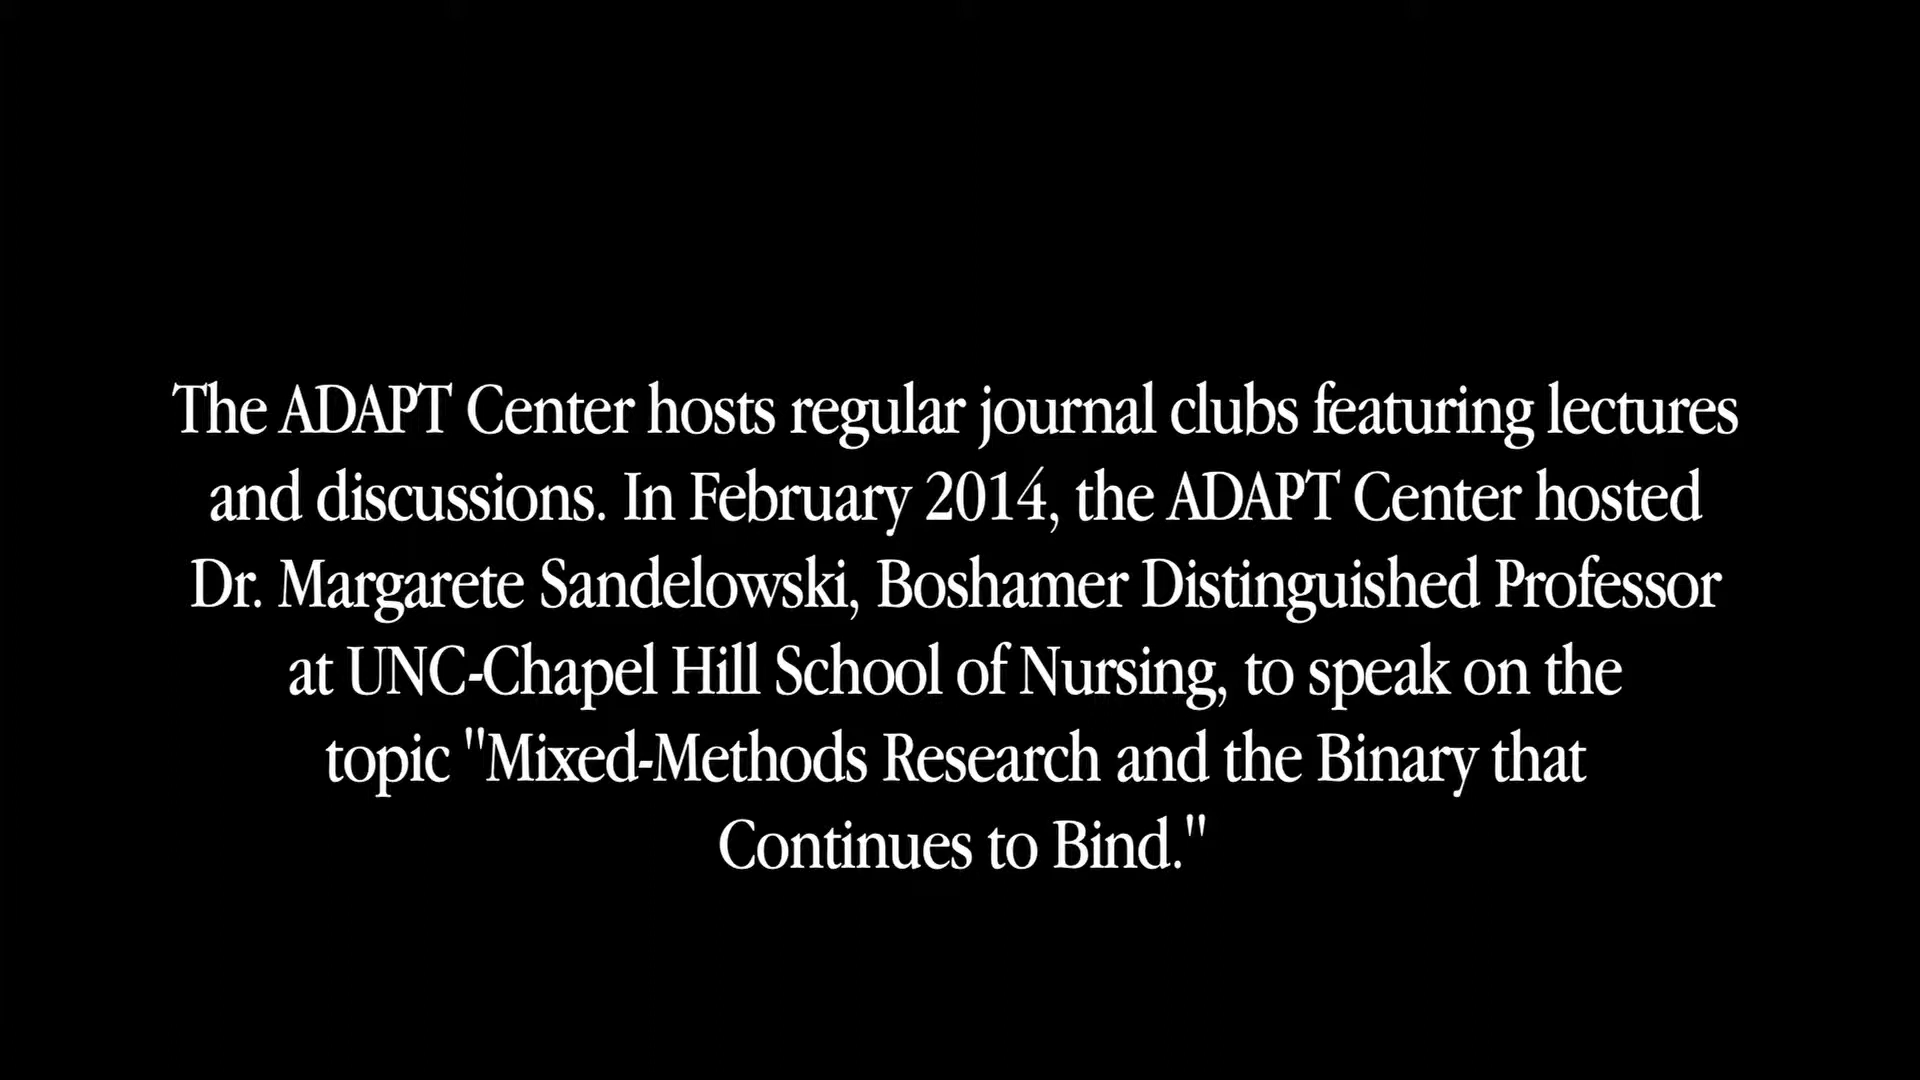 The ADAPT Center hosts regular journal clubs featuring lectures
and discussions. In February 2014, the ADAPT Center hosted
Dr. Margarete Sandelowski, Boshamer Distinguished Professor
at UNC-Chapel Hill School of Nursing, to speak on the
topic "Mixed-Methods Research and the Binary that
Continues to Bind."